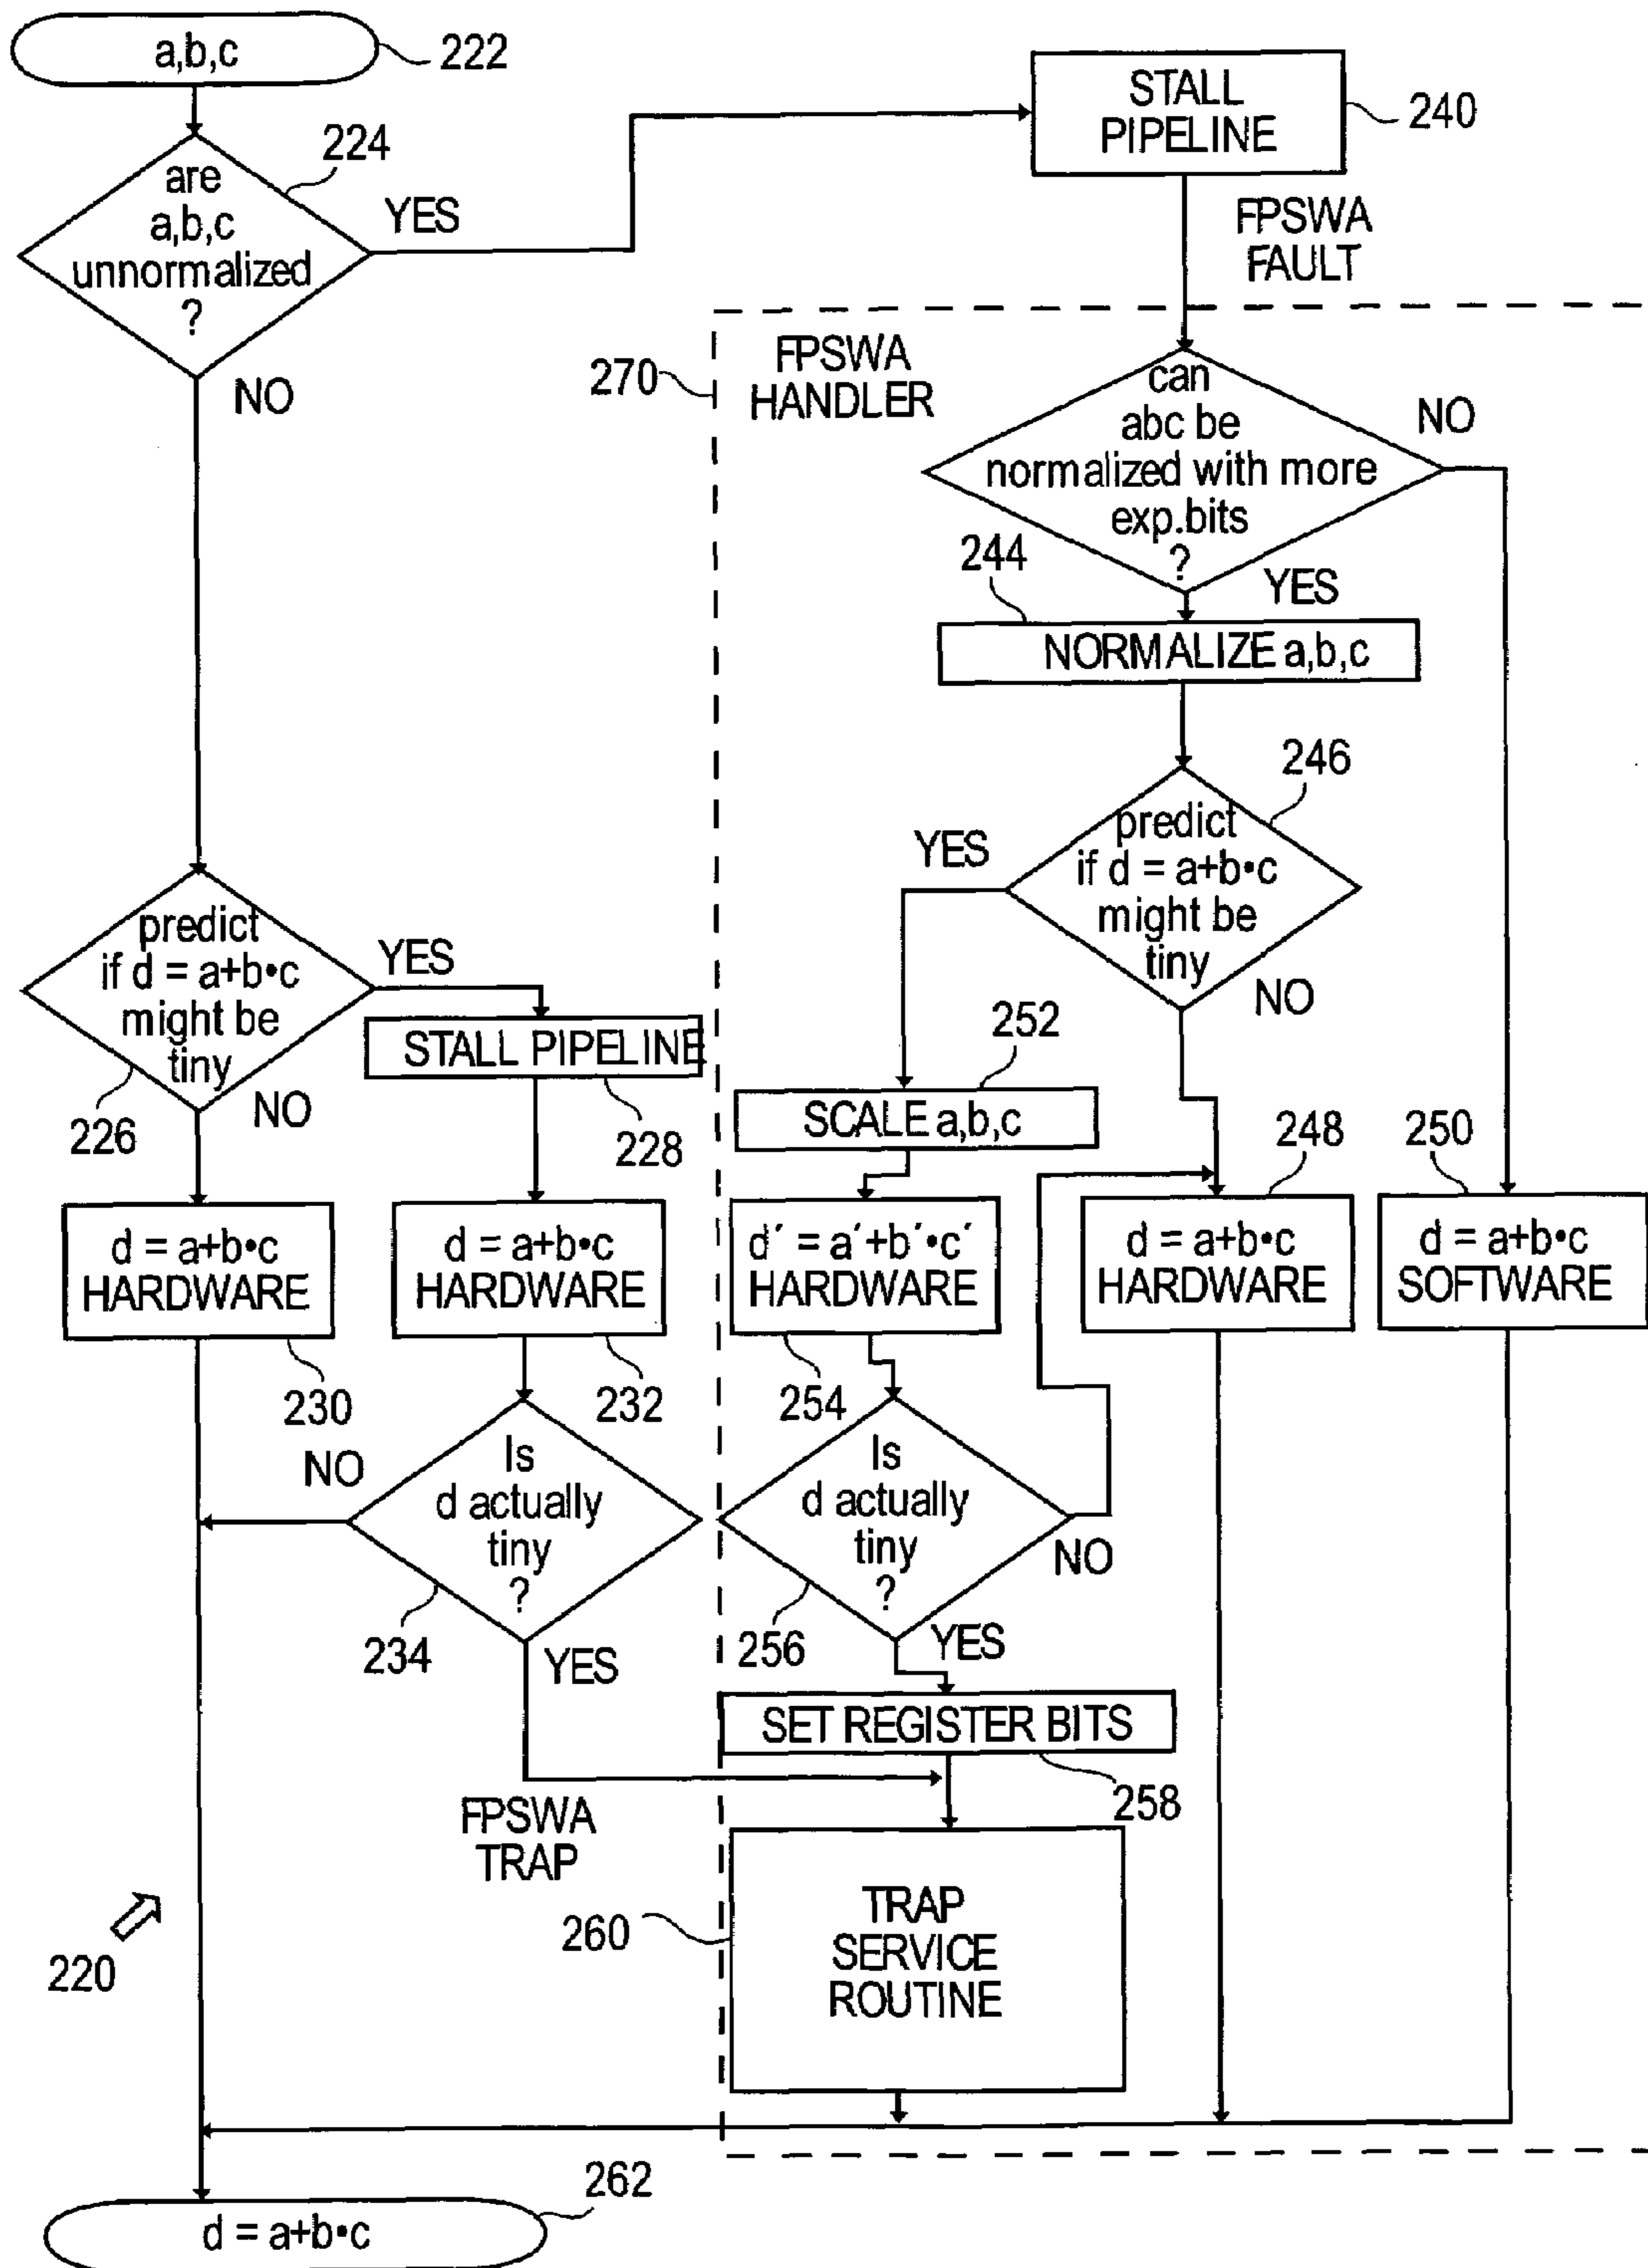 a,b,c
222
STALL
PIPELINE
240
224
are
a,b,c
unnormalized
?
YES
NO
FPSWA
FAULT
270
FPSWA
HANDLER
can
abc be
normalized with more
exp.bits
?
NO
YES
244
NORMALIZE a,b,c
246
predict
if d = a+b•c
might be
tiny
YES
NO
predict
if d = a+b•c
might be
tiny
YES
NO
226
STALL PIPELINE
228
252
SCALE a,b,c
248
250
d = a+b•c
HARDWARE
230
d = a+b•c
HARDWARE
232
d´ = a´+b´•c´
HARDWARE
254
d = a+b•c
HARDWARE
d = a+b•c
SOFTWARE
Is
d actually
tiny
?
NO
YES
234
Is
d actually
tiny
?
NO
YES
256
SET REGISTER BITS
258
FPSWA
TRAP
260
TRAP
SERVICE
ROUTINE
220
262
d = a+b•c